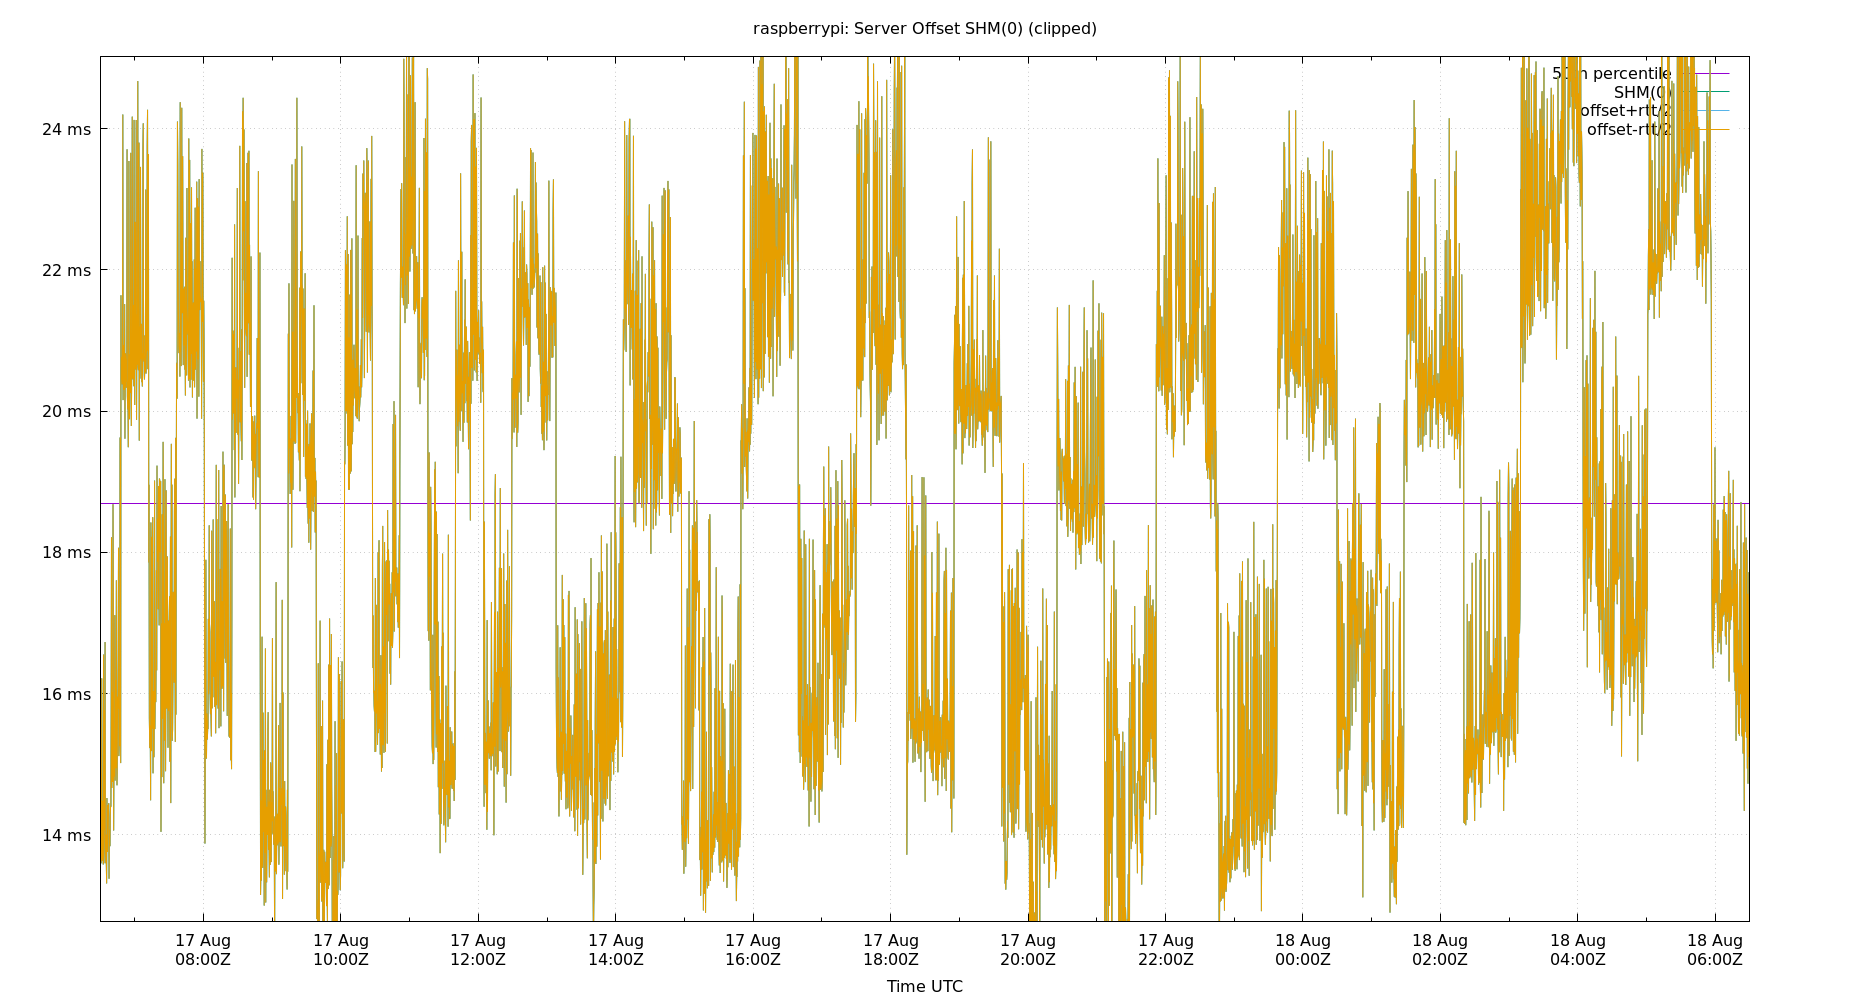 raspberrypi: Server Offset SHM(0) (clipped)
percentile
offset+rtt/2
offset-rtt/2
24 ms
22 ms
20 ms
18 ms
16 ms
14 ms
17 Aug 17 Aug 17 Aug 17 Aug 17 Aug 17 Aug 17 Aug 17 Aug 18 Aug 18 Aug 18 Aug 18 Aug
08:00Z 10:00Z 12:00Z 14:00Z 16:00Z 18:00Z 20:00Z 22:00Z 00:00Z 02:00Z 04:00Z 06:00Z
Time UTC